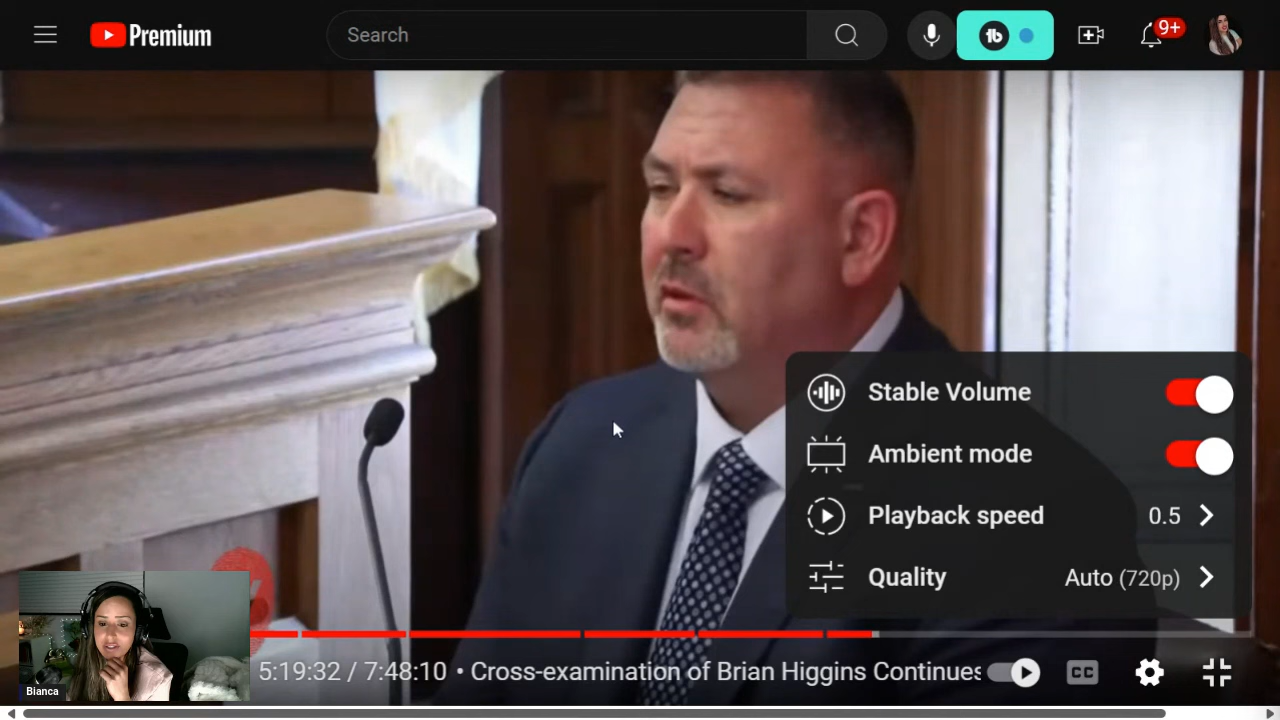 Premium
Search
9+
Stable Volume
Ambient mode
Playback speed 0.5
Quality Auto (720p)
5:19:32 / 7:48:10 • Cross-examination of Brian Higgins Continues
CC
Bianca